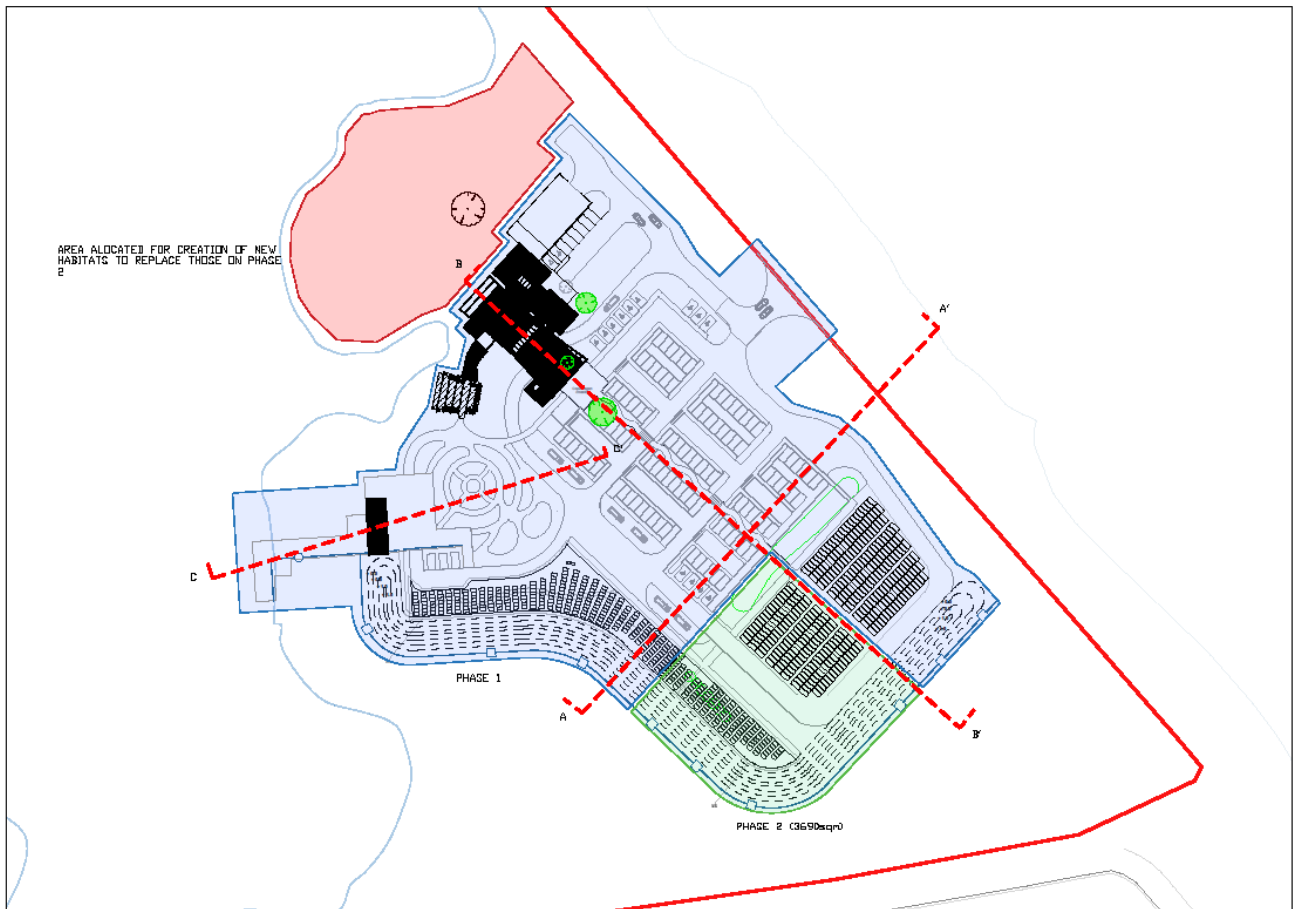 AREA ALOCATED FOR CREATION OF NEW
HABITATS TO REPLACE THOSE ON PHASE
2
B
A'
C'
C
PHASE 1
A
B'
PHASE 2 (3690sqm)